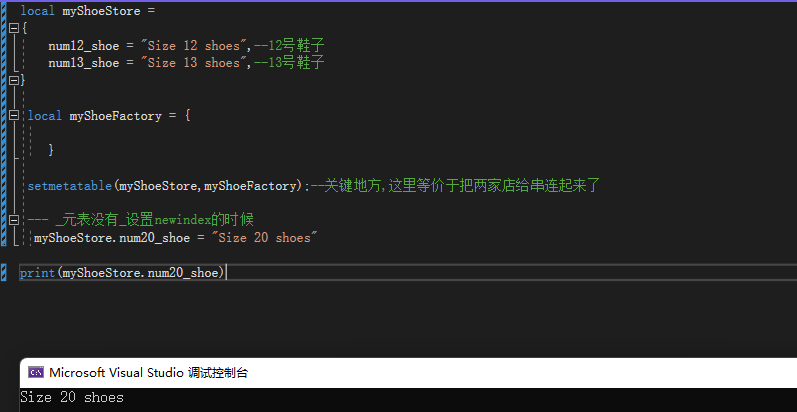 local myShoeStore =
{
num12_shoe = "Size 12 shoes",--12号鞋子
num13_shoe = "Size 13 shoes",--13号鞋子
}
local myShoeFactory = {
}
setmetatable(myShoeStore,myShoeFactory);--关键地方,这里等价于把两家店给串连起来了
--- _元表没有_设置newindex的时候
myShoeStore.num20_shoe = "Size 20 shoes"
print(myShoeStore.num20_shoe)
Microsoft Visual Studio 调试控制台
Size 20 shoes